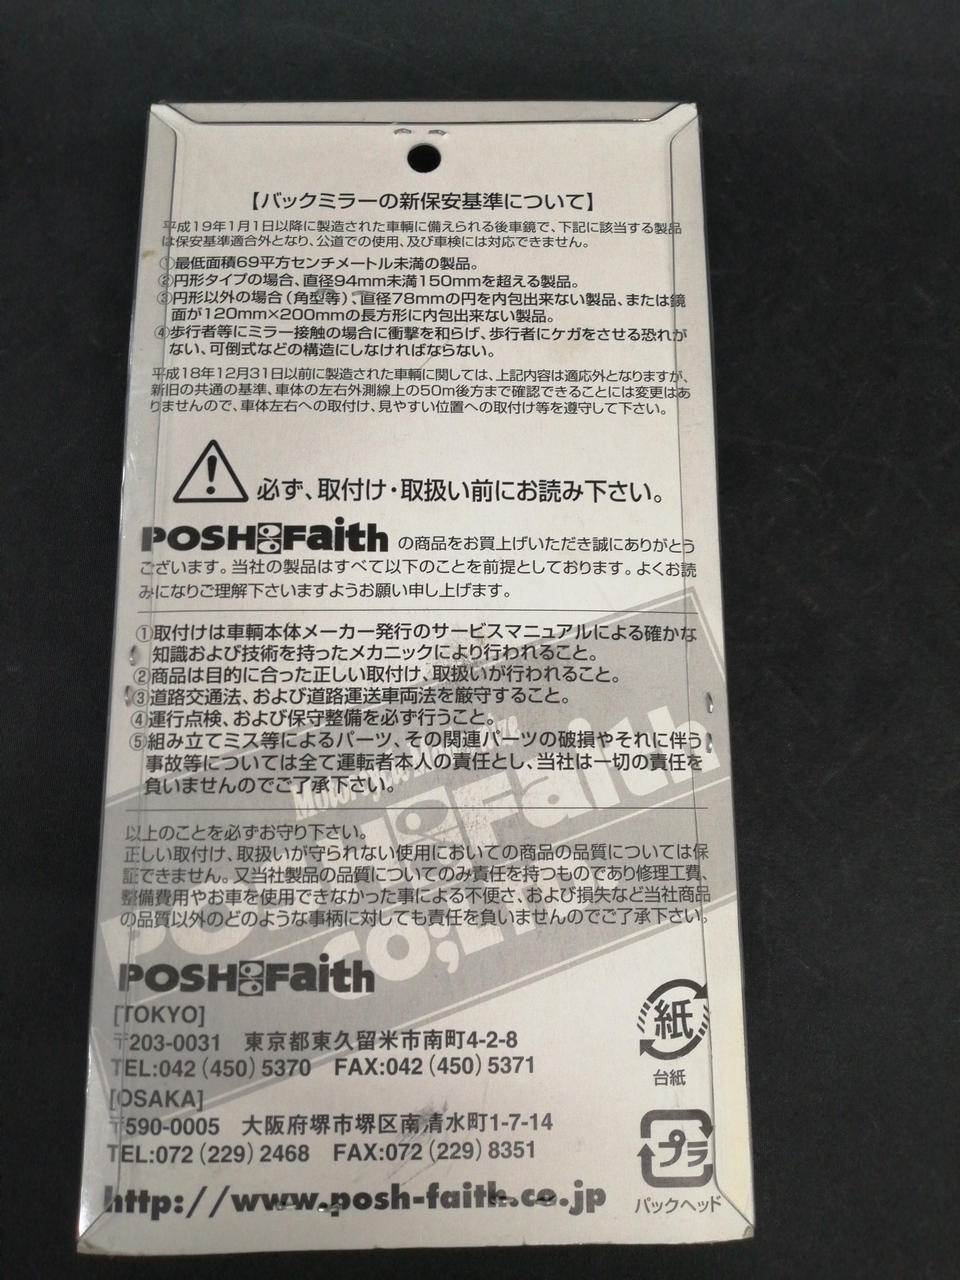 【バックミラーの新保安基準について】
平成19年1月1日以降に製造された車輌に備えられる後車鏡で、下記に該当する製品
は保安基準適合外となり、公道での使用、及び車検には対応できません。
①最低面積69平方センチメートル未満の製品。
②円形タイプの場合、直径94mm未満150mmを超える製品。
③円形以外の場合（角型等）、直径78mmの円を内包出来ない製品、または鏡
面が120mm×200mmの長方形に内包出来ない製品。
④歩行者等にミラー接触の場合に衝撃を和らげ、歩行者にケガをさせる恐れが
ない、可倒式などの構造にしなければならない。
平成18年12月31日以前に製造された車輌に関しては、上記内容は適応外となりますが、
新旧の共通の基準、車体の左右外測線上の50m後方まで確認できることには変更はあ
りませんので、車体左右への取付け、見やすい位置への取付け等を遵守して下さい。
必ず、取付け・取扱い前にお読み下さい。
POSH Faith の商品をお買上げいただき誠にありがとう
ございます。当社の製品はすべて以下のことを前提としております。よくお読
みになりご理解下さいますようお願い申し上げます。
①取付けは車輌本体メーカー発行のサービスマニュアルによる確かな
知識および技術を持ったメカニックにより行われること。
②商品は目的に合った正しい取付け、取扱いが行われること。
③道路交通法、および道路運送車両法を厳守すること。
④運行点検、および保守整備を必ず行うこと。
⑤組み立てミス等によるパーツ、その関連パーツの破損やそれに伴う
事故等については全て運転者本人の責任とし、当社は一切の責任を
負いませんのでご了承下さい。
以上のことを必ずお守り下さい。
正しい取付け、取扱いが守られない使用においての商品の品質については保
証できません。又当社製品の品質についてのみ責任を持つものであり修理工費、
整備費用やお車を使用できなかった事による不便さ、および損失など当社商品
の品質以外のどのような事柄に対しても責任を負いませんのでご了承下さい。
POSH Faith
CO;LTD
POSH Faith
[TOKYO]
〒203-0031 東京都東久留米市南町4-2-8
TEL:042(450)5370 FAX:042(450)5371
[OSAKA]
〒590-0005 大阪府堺市堺区南清水町1-7-14
TEL:072(229)2468 FAX:072(229)8351
http://www.posh-faith.co.jp
紙
台紙
プラ
パックヘッド